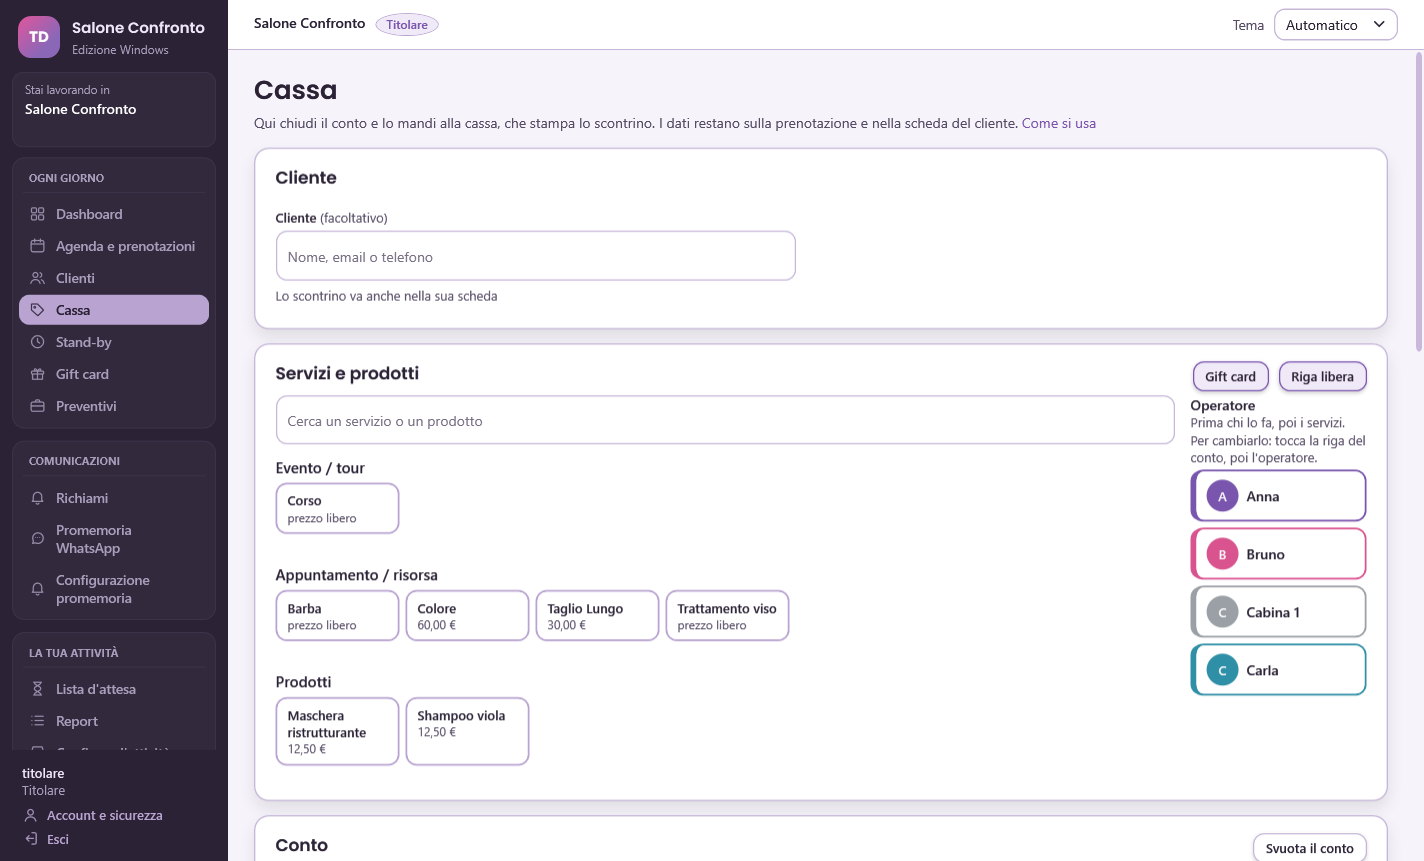 TD
Salone Confronto
Edizione Windows
Stai lavorando in
Salone Confronto
OGNI GIORNO
Dashboard
Agenda e prenotazioni
Clienti
Cassa
Stand-by
Gift card
Preventivi
COMUNICAZIONI
Richiami
Promemoria
WhatsApp
Configurazione
promemoria
LA TUA ATTIVITÀ
Lista d'attesa
Report
titolare
Titolare
Account e sicurezza
Esci
Salone Confronto
Titolare
Tema
Automatico
Cassa
Qui chiudi il conto e lo mandi alla cassa, che stampa lo scontrino. I dati restano sulla prenotazione e nella scheda del cliente. Come si usa
Cliente
Cliente (facoltativo)
Nome, email o telefono
Lo scontrino va anche nella sua scheda
Servizi e prodotti
Gift card
Riga libera
Cerca un servizio o un prodotto
Evento / tour
Corso
prezzo libero
Appuntamento / risorsa
Barba
prezzo libero
Colore
60,00 €
Taglio Lungo
30,00 €
Trattamento viso
prezzo libero
Prodotti
Maschera
ristrutturante
12,50 €
Shampoo viola
12,50 €
Operatore
Prima chi lo fa, poi i servizi.
Per cambiarlo: tocca la riga del
conto, poi l'operatore.
A
Anna
B
Bruno
C
Cabina 1
C
Carla
Conto
Svuota il conto